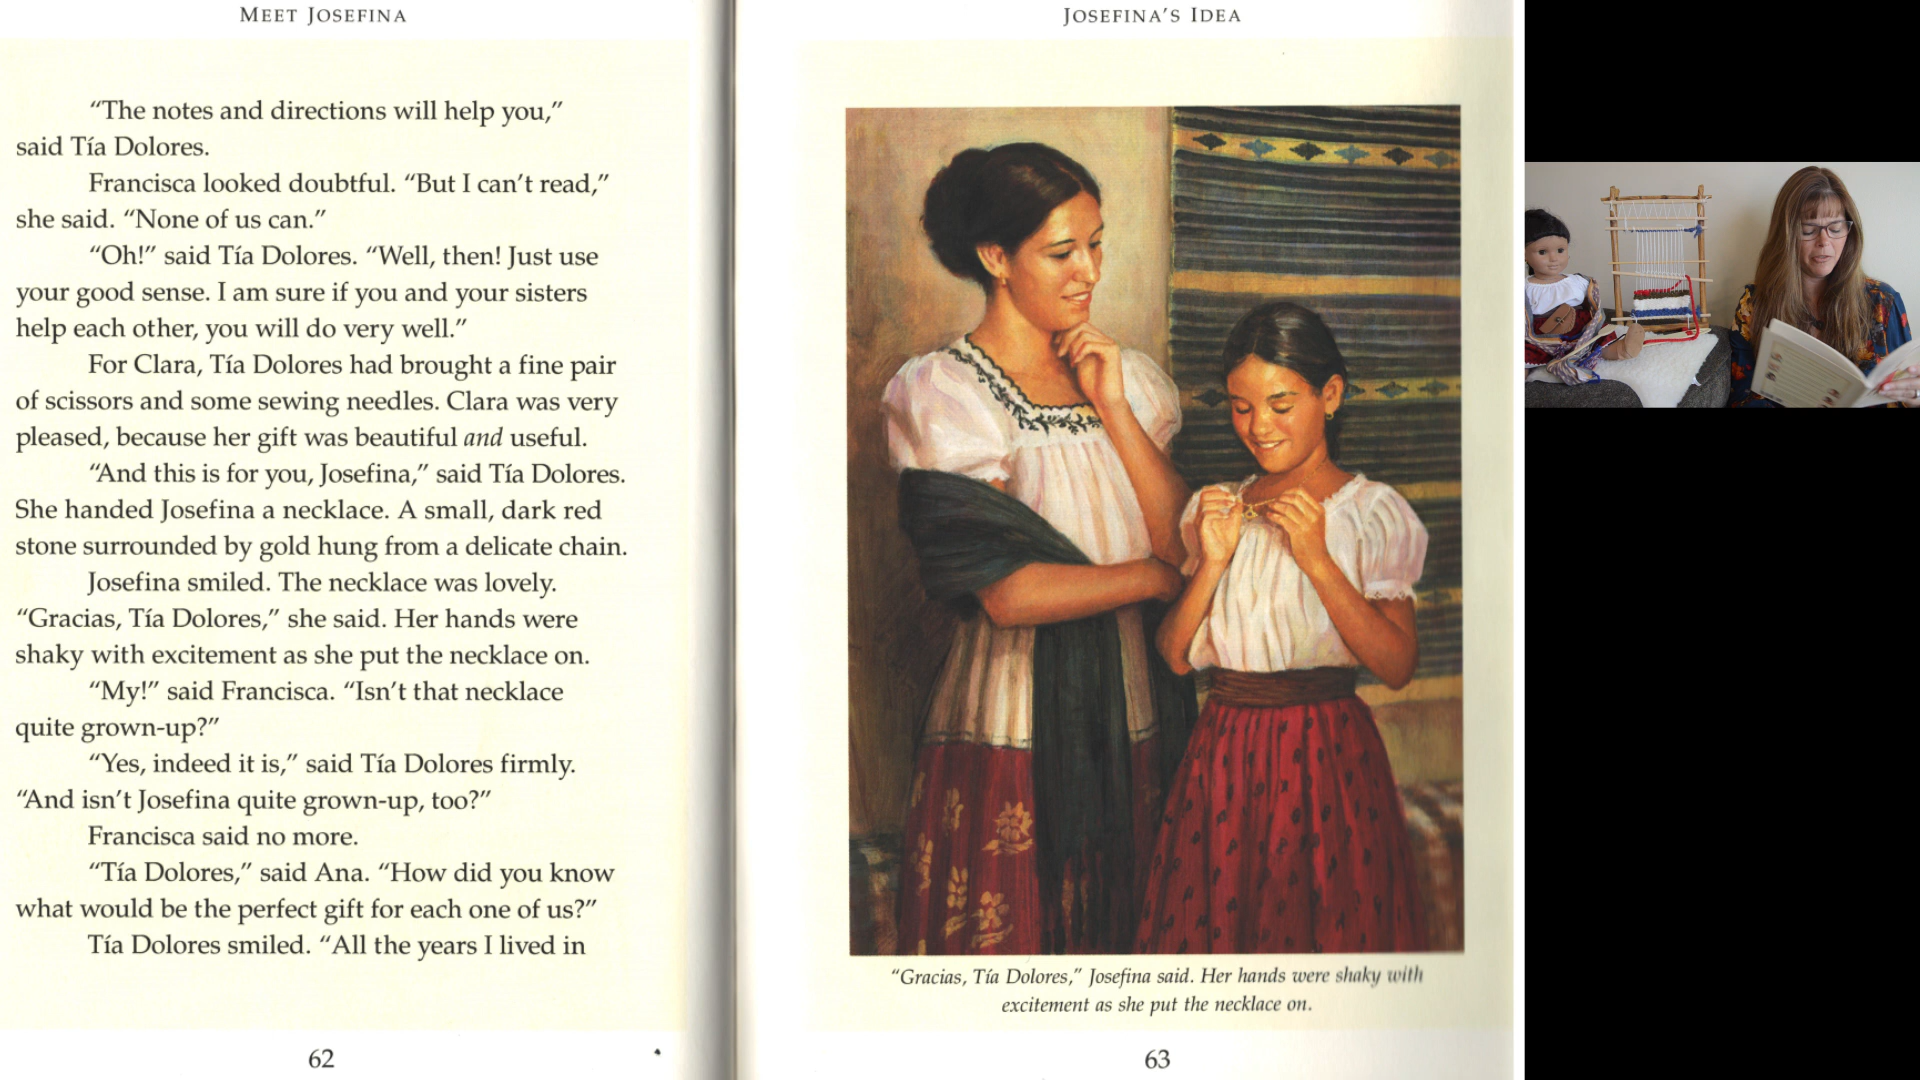 MEET JOSEFINA
“The notes and directions will help you,”
said Tía Dolores.
Francisca looked doubtful. “But I can’t read,”
she said. “None of us can.”
“Oh!” said Tía Dolores. “Well, then! Just use
your good sense. I am sure if you and your sisters
help each other, you will do very well.”
For Clara, Tía Dolores had brought a fine pair
of scissors and some sewing needles. Clara was very
pleased, because her gift was beautiful and useful.
“And this is for you, Josefina,” said Tía Dolores.
She handed Josefina a necklace. A small, dark red
stone surrounded by gold hung from a delicate chain.
Josefina smiled. The necklace was lovely.
“Gracias, Tía Dolores,” she said. Her hands were
shaky with excitement as she put the necklace on.
“My!” said Francisca. “Isn’t that necklace
quite grown-up?”
“Yes, indeed it is,” said Tía Dolores firmly.
“And isn’t Josefina quite grown-up, too?”
Francisca said no more.
“Tía Dolores,” said Ana. “How did you know
what would be the perfect gift for each one of us?”
Tía Dolores smiled. “All the years I lived in
62
JOSEFINA’S IDEA
“Gracias, Tía Dolores,” Josefina said. Her hands were shaky with
excitement as she put the necklace on.
63